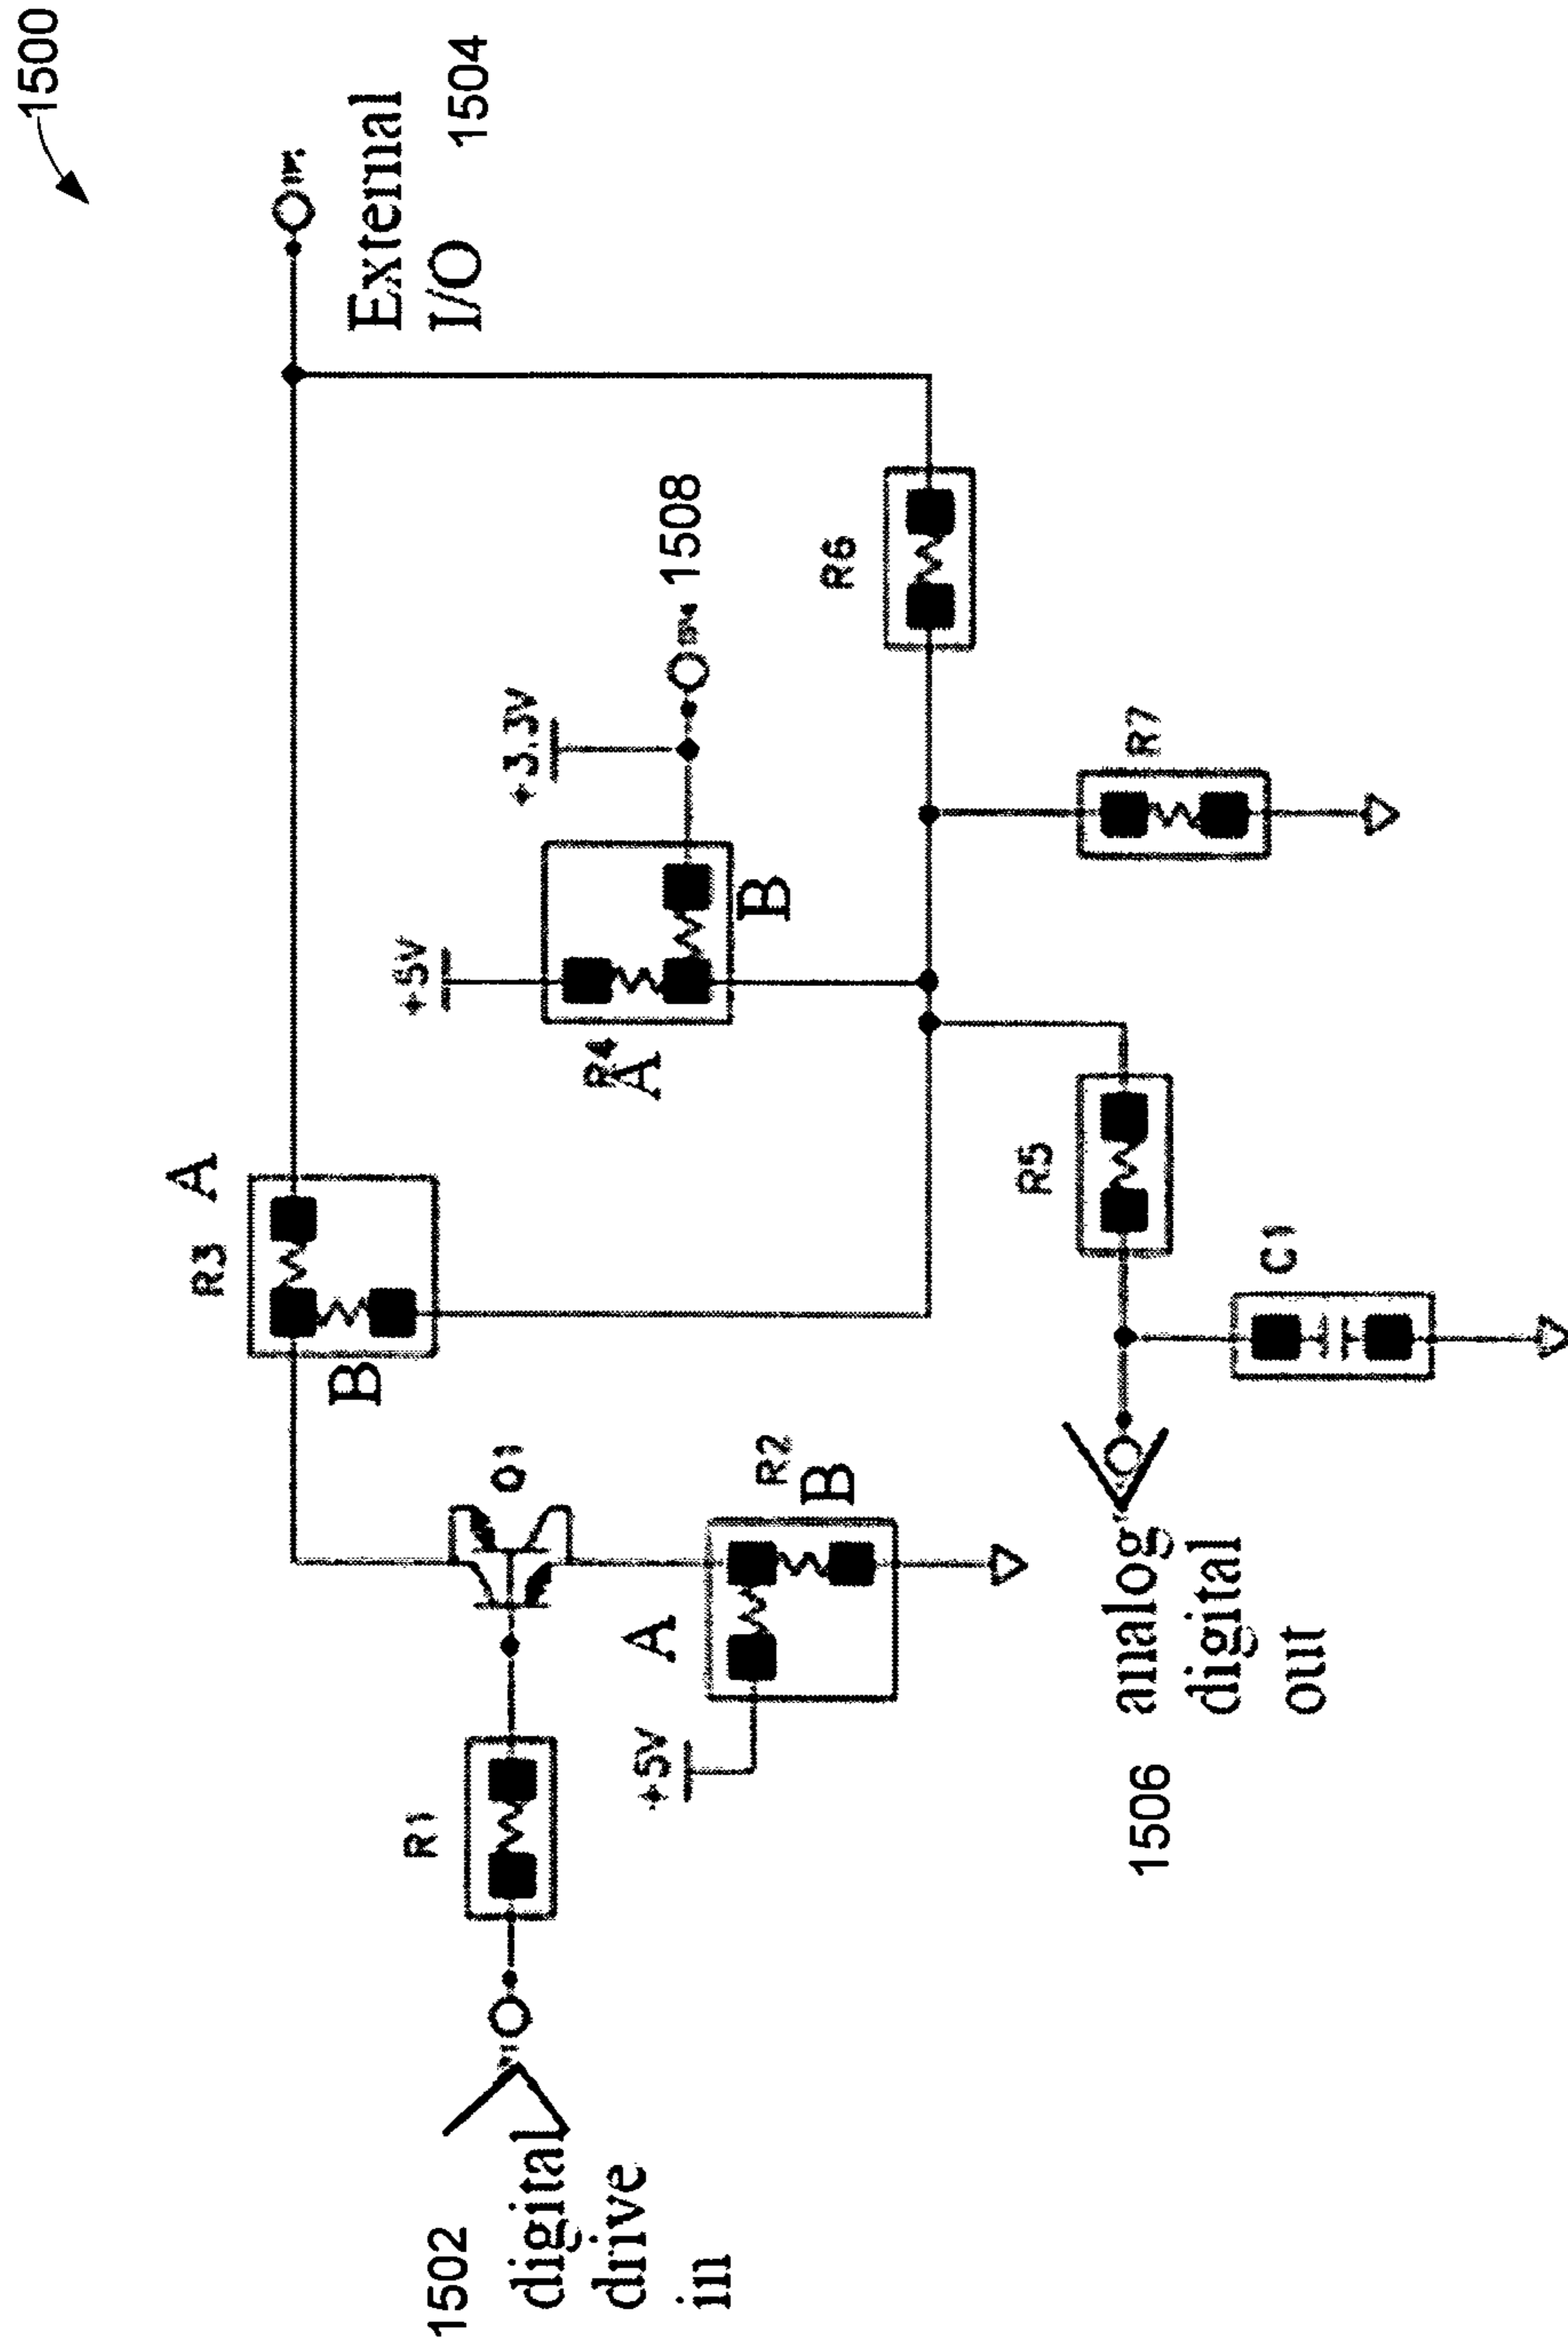 1500
External
I/O
1504
R3
A
B
+5V
R4
A
+3.3V
B
1508
R6
R7
R5
C1
Q1
R1
R2
A
B
+5V
1502
digital
drive
in
1506
analog
digital
out